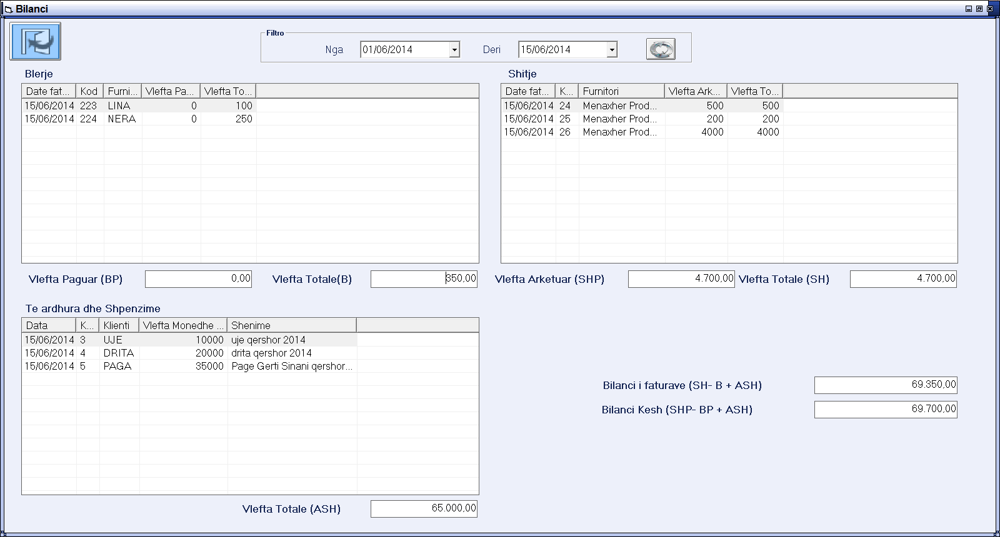 Bilanci
Filtro
Nga 01/06/2014 Deri 15/06/2014
Blerje
Date fat... Kod Furni... Vlefta Pa... Vlefta To...
15/06/2014 223 LINA 0 100
15/06/2014 224 NERA 0 250
Vlefta Paguar (BP) 0,00 Vlefta Totale(B) 350,00
Shitje
Date fat... K... Furnitori Vlefta Ark... Vlefta To...
15/06/2014 24 Menaxher Prod... 500 500
15/06/2014 25 Menaxher Prod... 200 200
15/06/2014 26 Menaxher Prod... 4000 4000
Vlefta Arketuar (SHP) 4.700,00 Vlefta Totale (SH) 4.700,00
Te ardhura dhe Shpenzime
Data K... Klienti Vlefta Monedhe ... Shenime
15/06/2014 3 UJE 10000 uje qershor 2014
15/06/2014 4 DRITA 20000 drita qershor 2014
15/06/2014 5 PAGA 35000 Page Gerti Sinani qershor...
Vlefta Totale (ASH) 65.000,00
Bilanci i faturave (SH- B + ASH) 69.350,00
Bilanci Kesh (SHP- BP + ASH) 69.700,00